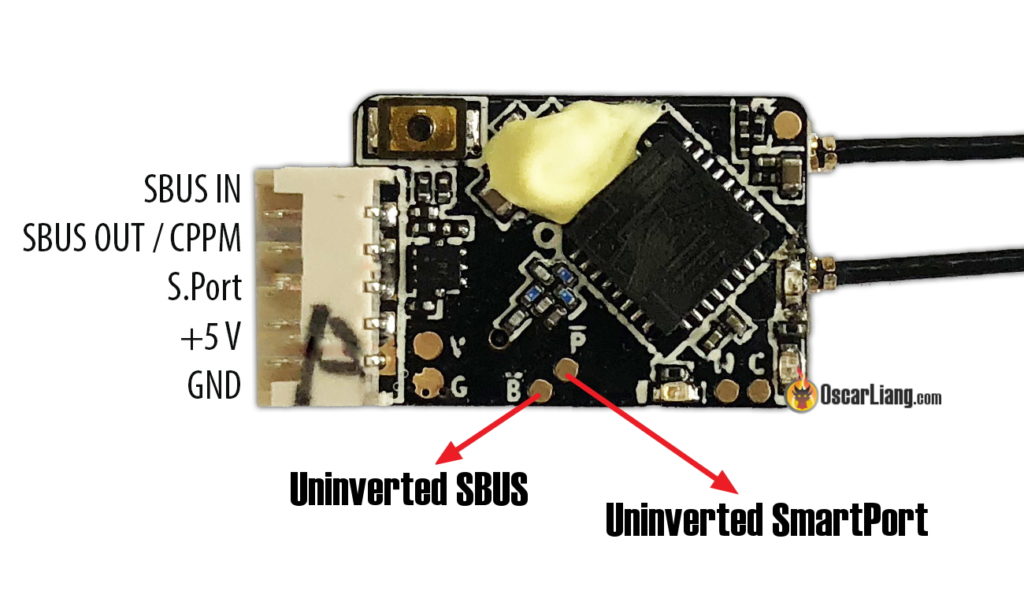 SBUS IN
SBUS OUT / CPPM
S.Port
+5 V
GND
A
P
V
G
B
W C
OscarLiang.com
Uninverted SBUS
Uninverted SmartPort